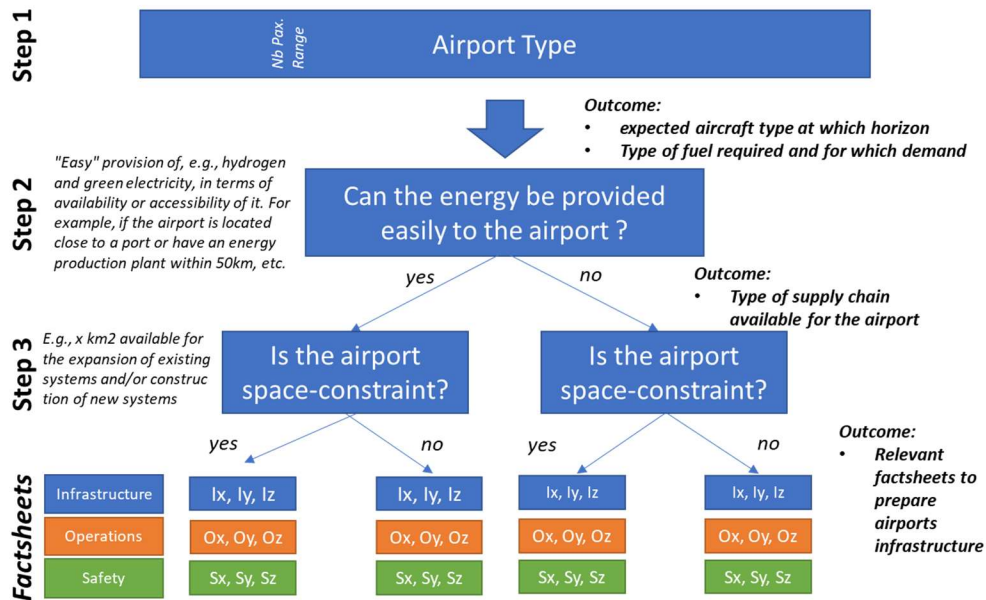 Step 1
Nb Pax.
Range
Airport Type
Outcome:
• expected aircraft type at which horizon
• Type of fuel required and for which demand
Step 2
"Easy" provision of, e.g., hydrogen
and green electricity, in terms of
availability or accessibility of it. For
example, if the airport is located
close to a port or have an energy
production plant within 50km, etc.
Can the energy be provided
easily to the airport ?
yes
no
Outcome:
• Type of supply chain
available for the airport
Step 3
E.g., x km2 available for
the expansion of existing
systems and/or construc
tion of new systems
Is the airport
space-constraint?
Is the airport
space-constraint?
yes
no
yes
no
Outcome:
• Relevant
factsheets to
prepare
airports
infrastructure
Factsheets
Infrastructure
Ix, Iy, Iz
Ix, Iy, Iz
Ix, Iy, Iz
Ix, Iy, Iz
Operations
Ox, Oy, Oz
Ox, Oy, Oz
Ox, Oy, Oz
Ox, Oy, Oz
Safety
Sx, Sy, Sz
Sx, Sy, Sz
Sx, Sy, Sz
Sx, Sy, Sz